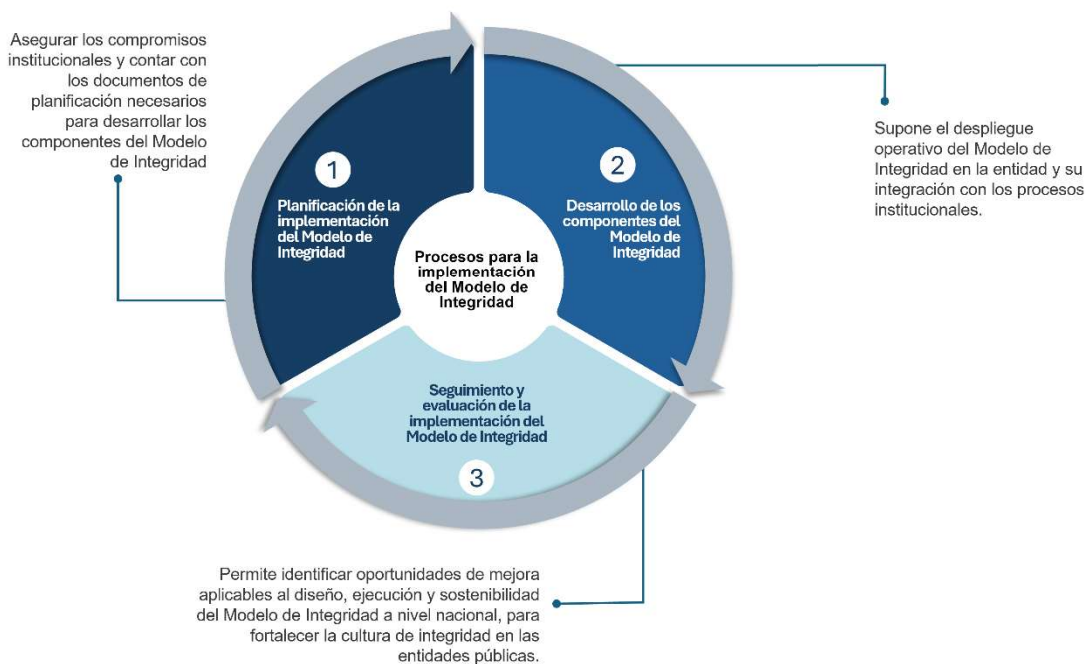 Asegurar los compromisos
institucionales y contar con
los documentos de
planificación necesarios
para desarrollar los
componentes del Modelo
de Integridad
1
Planificación de la
implementación
del Modelo de
Integridad
2
Desarrollo de los
componentes del
Modelo de
Integridad
Supone el despliegue
operativo del Modelo de
Integridad en la entidad y su
integración con los procesos
institucionales.
Procesos para la
implementación
del Modelo de
Integridad
Seguimiento y
evaluación de la
implementación del
Modelo de Integridad
3
Permite identificar oportunidades de mejora
aplicables al diseño, ejecución y sostenibilidad
del Modelo de Integridad a nivel nacional, para
fortalecer la cultura de integridad en las
entidades públicas.